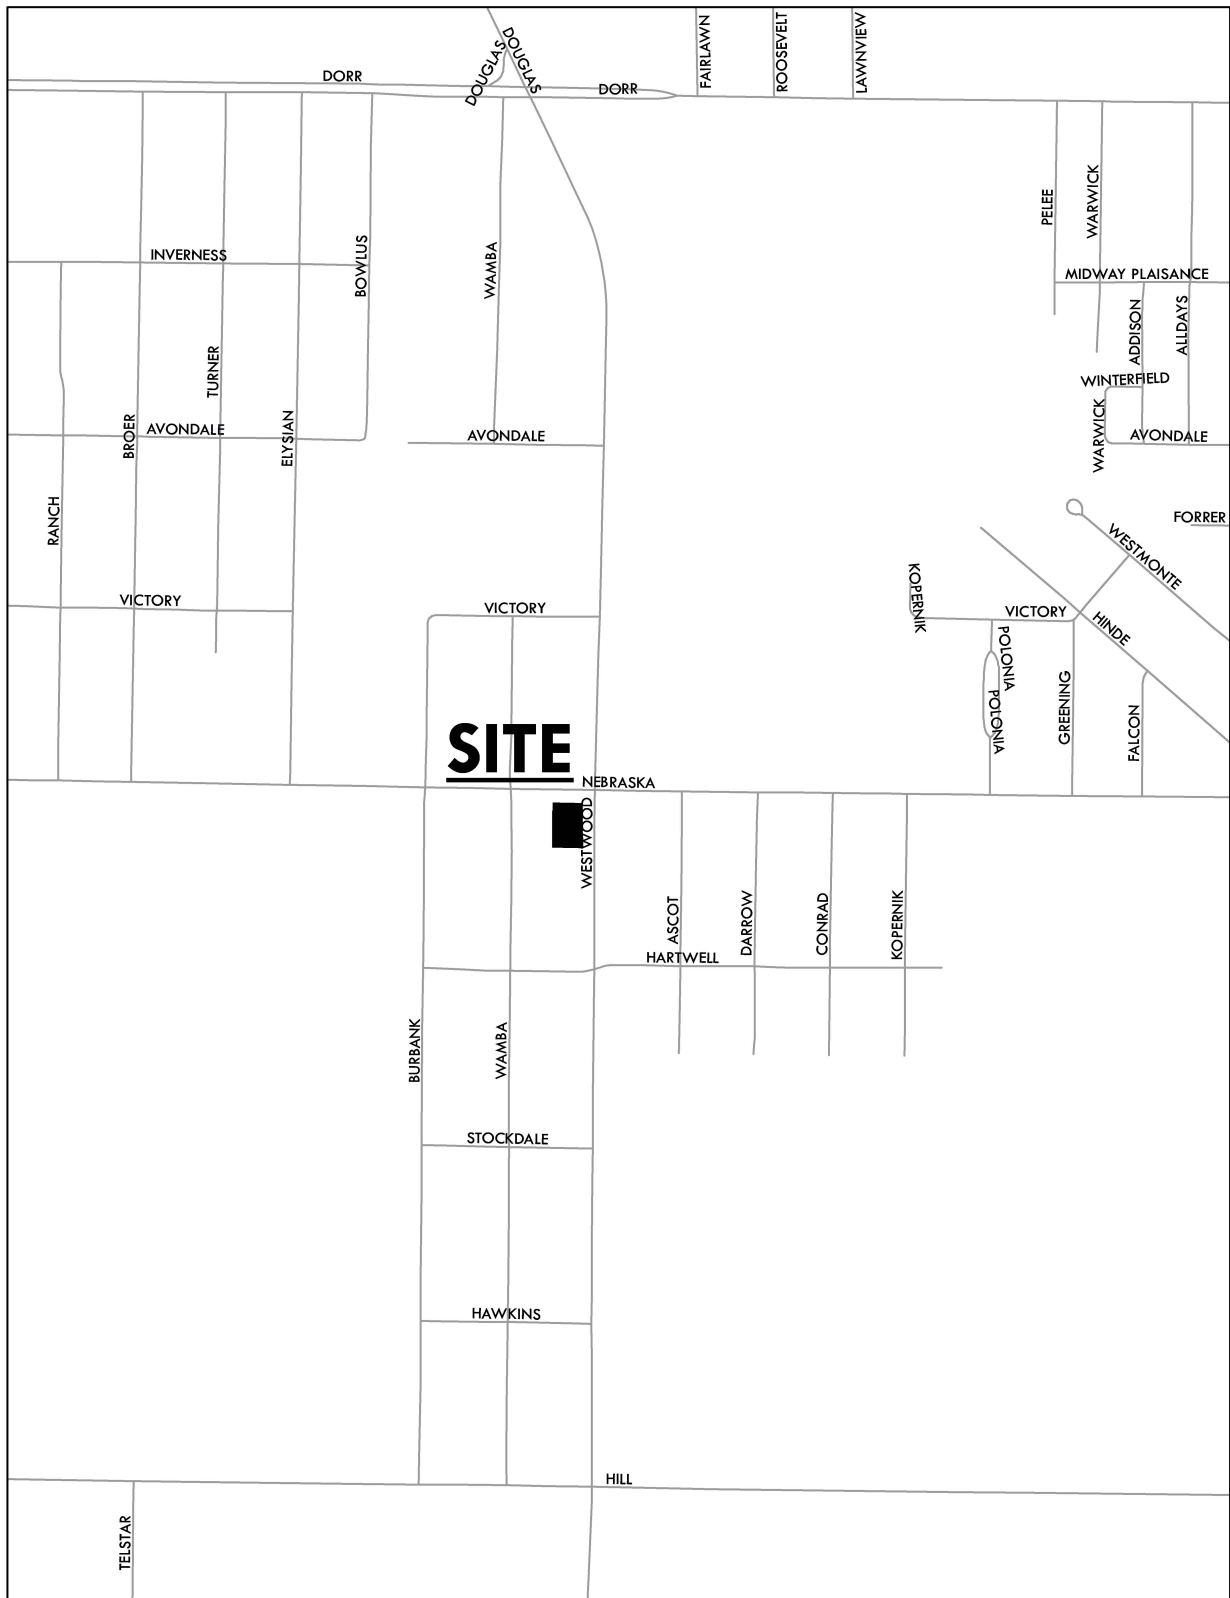 DOUGLAS
DOUGLAS
FAIRLAWN
ROOSEVELT
LAWNVIEW
DORR
DORR
PELEE
WARWICK
WAMBA
BOWLUS
INVERNESS
MIDWAY PLAISANCE
ADDISON
ALLDAYS
TURNER
WINTERFIELD
BROER
AVONDALE
ELYSIAN
AVONDALE
WARWICK
AVONDALE
RANCH
FORRER
WESTMONTE
KOPERNIK
VICTORY
VICTORY
VICTORY
HINDE
POLONIA
POLONIA
GREENING
FALCON
SITE
NEBRASKA
WESTWOOD
ASCOT
DARROW
CONRAD
KOPERNIK
HARTWELL
BURBANK
WAMBA
STOCKDALE
HAWKINS
HILL
TELSTAR